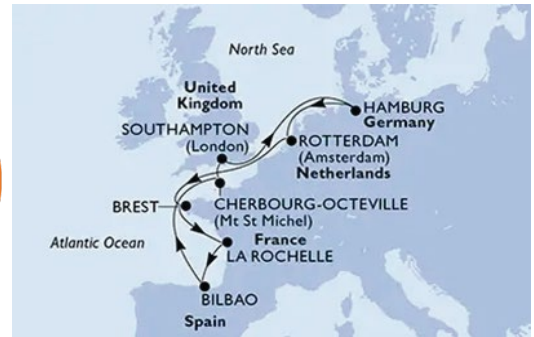 North Sea
United
Kingdom
SOUTHAMPTON
(London)
HAMBURG
Germany
ROTTERDAM
(Amsterdam)
Netherlands
BREST
CHERBOURG-OCTEVILLE
(Mt St Michel)
Atlantic Ocean
France
LA ROCHELLE
BILBAO
Spain